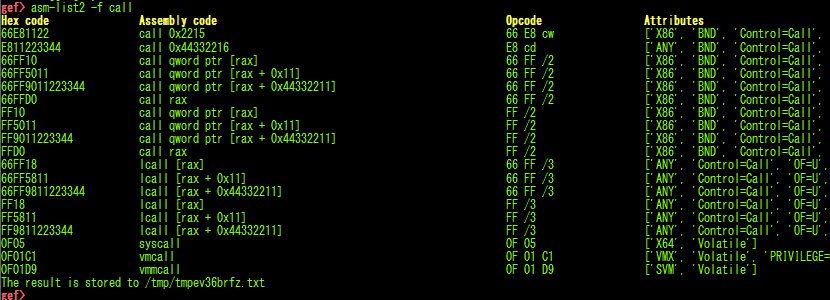 gef> asm-list2 -f call
Hex code Assembly code Opcode Attributes
66E81122 call 0x2215 66 E8 cw ['X86', 'BND', 'Control=Call',
E811223344 call 0x44332216 E8 cd ['ANY', 'BND', 'Control=Call',
66FF10 call qword ptr [rax] 66 FF /2 ['X86', 'BND', 'Control=Call',
66FF5011 call qword ptr [rax + 0x11] 66 FF /2 ['X86', 'BND', 'Control=Call',
66FF9011223344 call qword ptr [rax + 0x44332211] 66 FF /2 ['X86', 'BND', 'Control=Call',
66FFD0 call rax 66 FF /2 ['X86', 'BND', 'Control=Call',
FF10 call qword ptr [rax] FF /2 ['X86', 'BND', 'Control=Call',
FF5011 call qword ptr [rax + 0x11] FF /2 ['X86', 'BND', 'Control=Call',
FF9011223344 call qword ptr [rax + 0x44332211] FF /2 ['X86', 'BND', 'Control=Call',
FFD0 call rax FF /2 ['X86', 'BND', 'Control=Call',
66FF18 lcall [rax] 66 FF /3 ['ANY', 'Control=Call', 'OF=U',
66FF5811 lcall [rax + 0x11] 66 FF /3 ['ANY', 'Control=Call', 'OF=U',
66FF9811223344 lcall [rax + 0x44332211] 66 FF /3 ['ANY', 'Control=Call', 'OF=U',
FF18 lcall [rax] FF /3 ['ANY', 'Control=Call', 'OF=U',
FF5811 lcall [rax + 0x11] FF /3 ['ANY', 'Control=Call', 'OF=U',
FF9811223344 lcall [rax + 0x44332211] FF /3 ['ANY', 'Control=Call', 'OF=U',
0F05 syscall 0F 05 ['X64', 'Volatile']
0F01C1 vmcall 0F 01 C1 ['VMX', 'Volatile', 'PRIVILEGE=
0F01D9 vmmcall 0F 01 D9 ['SVM', 'Volatile']
The result is stored to /tmp/tmpev36brfz.txt
gef>